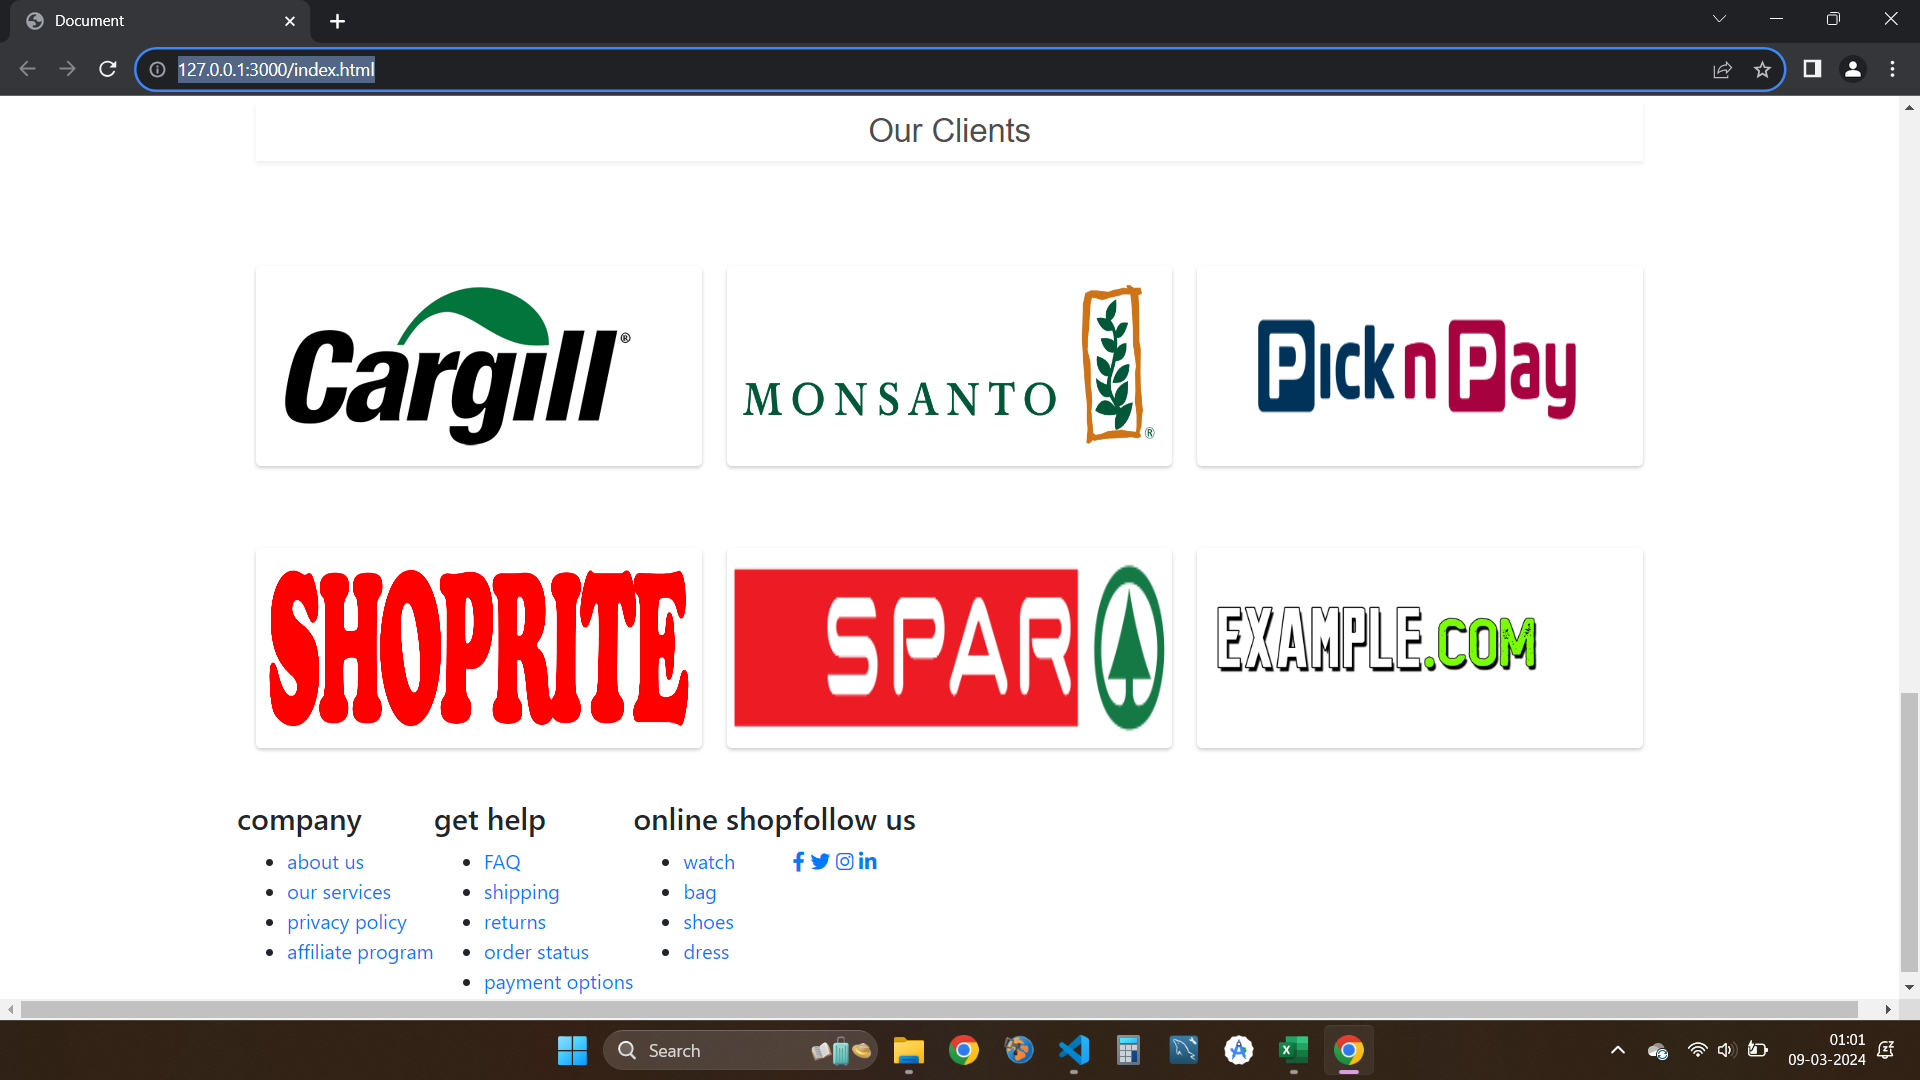 Document
127.0.0.1:3000/index.html
Our Clients
Cargill®
MONSANTO ®
Pick n Pay
SHOPRITE
SPAR
EXAMPLE.COM
company get help online shopfollow us
about us FAQ watch
our services shipping bag
privacy policy returns shoes
affiliate program order status dress
payment options
Search
01:01
09-03-2024